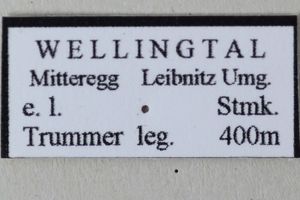 WELLINGTAL
Mitteregg Leibnitz Umg.
e. l. Stmk.
Trummer leg. 400m